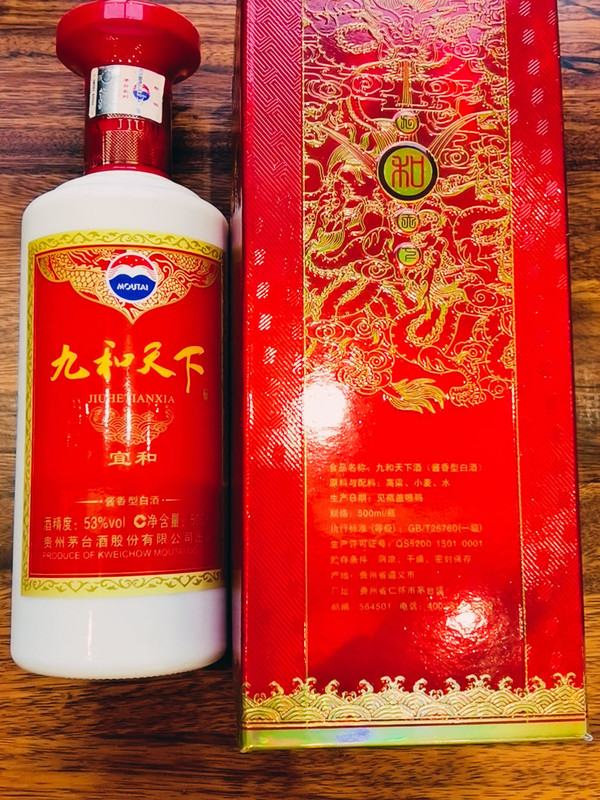 JIU
MOUTAI
九和天下
JIUHETIANXIA
宜和
酱香型白酒
酒精度：53%vol 净含量：
贵州茅台酒股份有限公司
PRODUCE OF KWEICHOW MOUTAI
和
食品名称：九和天下酒（酱香型白酒）
原料与配料：高粱、小麦、水
生产日期：见瓶盖喷码
规格：500ml/瓶
执行标准（等级）：GB/T26760(一级)
生产许可证号：QS5200 1501 0001
贮存条件：阴凉、干燥、密封保存
产地：贵州省遵义市
厂址：贵州省仁怀市茅台镇
邮编：564501 电话：400